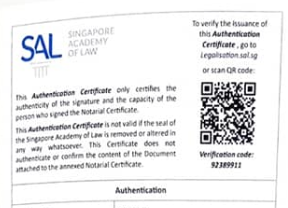 SAL
SINGAPORE
ACADEMY
OF LAW
This Authentication Certificate only certifies the
authenticity of the signature and the capacity of the
person who signed the Notarial Certificate.
This Authentication Certificate is not valid if the seal of
the Singapore Academy of Law is removed or altered in
any way whatsoever. This Certificate does not
authenticate or confirm the content of the Document
attached to the annexed Notarial Certificate.
To verify the issuance of
this Authentication
Certificate , go to
Legalisation.sal.sg
or scan QR code:
Verification code:
92389911
Authentication